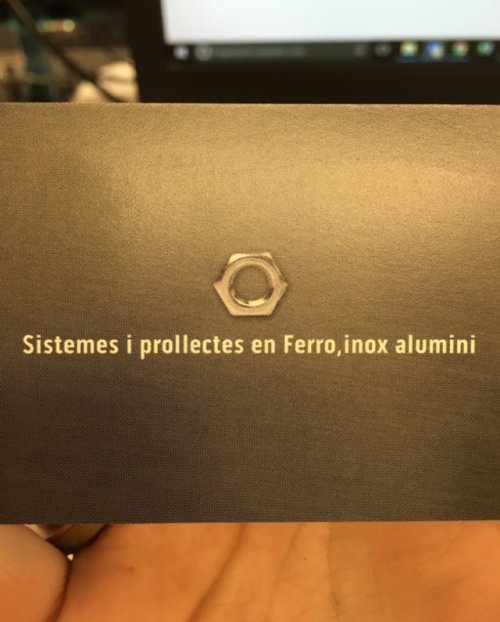 Sistemes i prollectes en Ferro,inox alumini